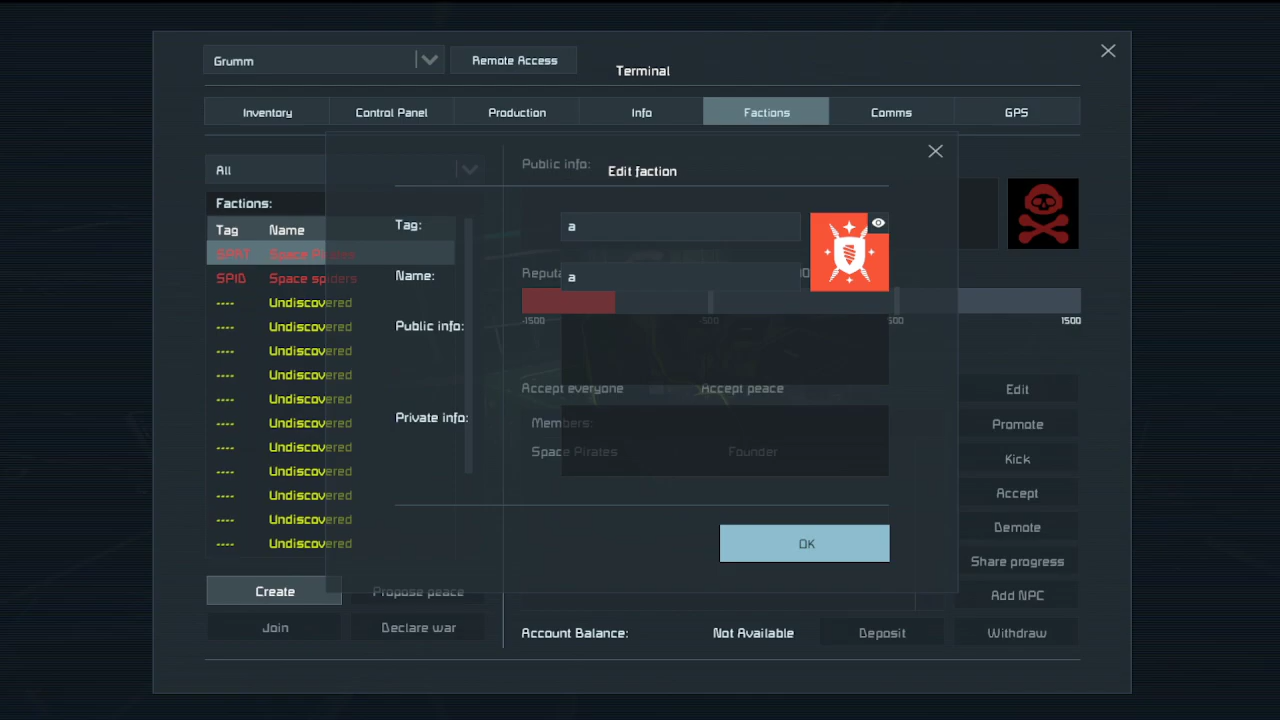 Grumm
Remote Access
Terminal
Inventory
Control Panel
Production
Info
Factions
Comms
GPS
All
Public info:
Edit faction
Factions:
Tag Name
SPRT Space Pirates
SPID Space spiders
---- Undiscovered
---- Undiscovered
---- Undiscovered
---- Undiscovered
---- Undiscovered
---- Undiscovered
---- Undiscovered
---- Undiscovered
---- Undiscovered
---- Undiscovered
---- Undiscovered
Tag:
a
Name:
a
Public info:
Private info:
-1500
-500
500
1500
Accept everyone
Accept peace
Members:
Space Pirates
Founder
OK
Edit
Promote
Kick
Accept
Demote
Share progress
Add NPC
Create
Propose peace
Join
Declare war
Account Balance:
Not Available
Deposit
Withdraw